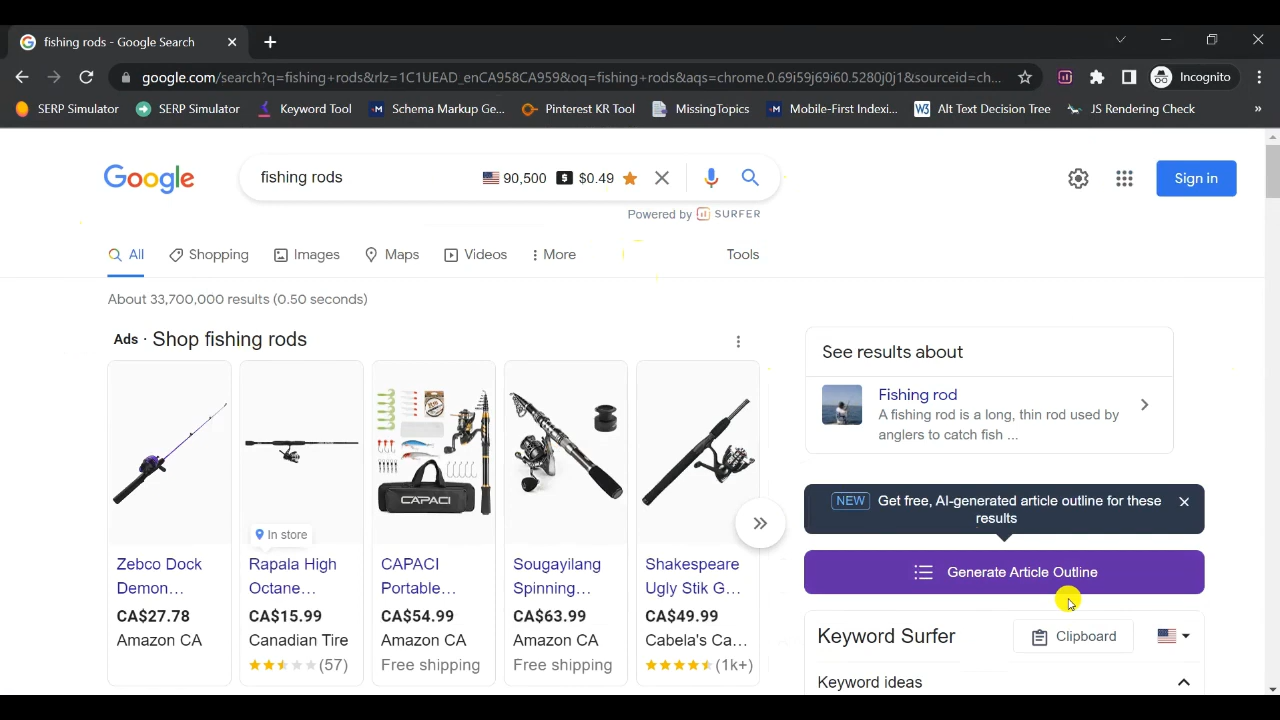 fishing rods - Google Search
google.com/search?q=fishing+rods&rlz=1C1UEAD_enCA958CA959&oq=fishing+rods&aqs=chrome.0.69i59j69i60.5280j0j1&sourceid=ch...
Incognito
SERP Simulator
SERP Simulator
Keyword Tool
Schema Markup Ge...
Pinterest KR Tool
MissingTopics
Mobile-First Indexi...
Alt Text Decision Tree
JS Rendering Check
»
Google
fishing rods
90,500
$0.49
Sign in
Powered by SURFER
All
Shopping
Images
Maps
Videos
More
Tools
About 33,700,000 results (0.50 seconds)
Ads · Shop fishing rods
CAPACI
In store
Zebco Dock
Demon...
CA$27.78
Amazon CA
Rapala High
Octane...
CA$15.99
Canadian Tire
(57)
CAPACI
Portable...
CA$54.99
Amazon CA
Free shipping
Sougayilang
Spinning...
CA$63.99
Amazon CA
Free shipping
Shakespeare
Ugly Stik G...
CA$49.99
Cabela's Ca...
(1k+)
See results about
Fishing rod
A fishing rod is a long, thin rod used by
anglers to catch fish ...
NEW Get free, AI-generated article outline for these
results
Generate Article Outline
Keyword Surfer
Clipboard
Keyword ideas